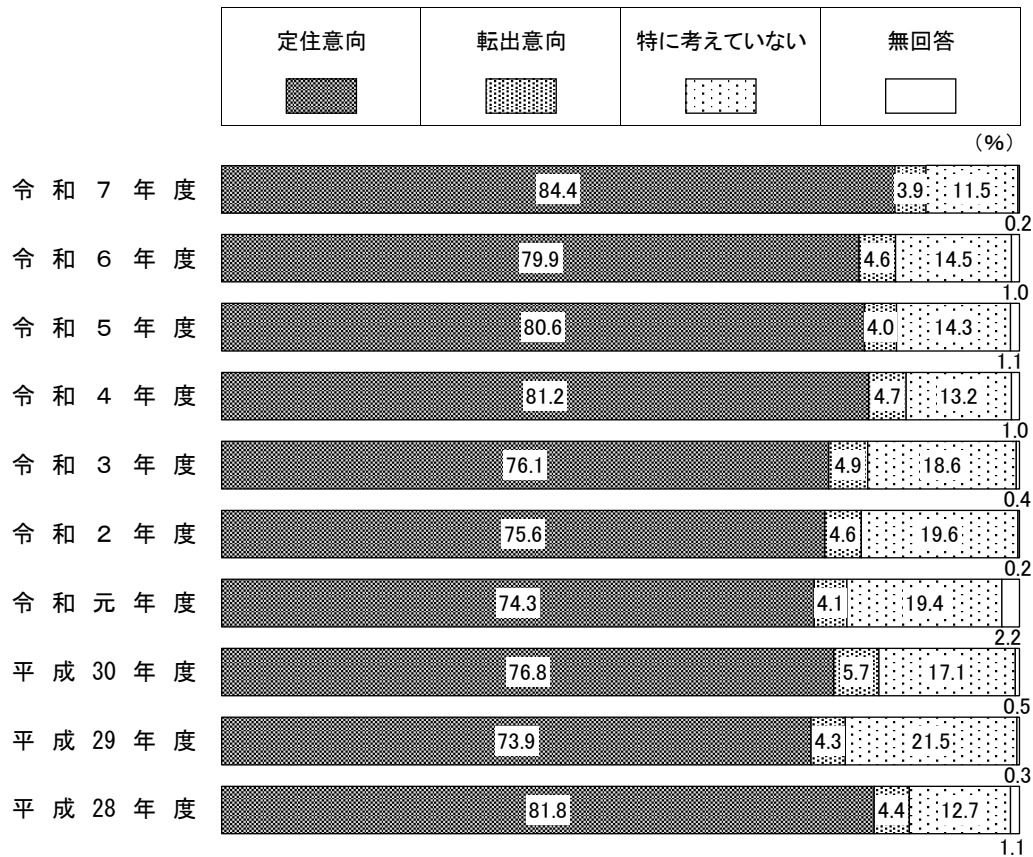 定住意向 転出意向 特に考えていない 無回答
（%）
令和７年度 84.4 3.9 11.5
0.2
令和６年度 79.9 4.6 14.5
1.0
令和５年度 80.6 4.0 14.3
1.1
令和４年度 81.2 4.7 13.2
1.0
令和３年度 76.1 4.9 18.6
0.4
令和２年度 75.6 4.6 19.6
0.2
令和元年度 74.3 4.1 19.4
2.2
平成30年度 76.8 5.7 17.1
0.5
平成29年度 73.9 4.3 21.5
0.3
平成28年度 81.8 4.4 12.7
1.1